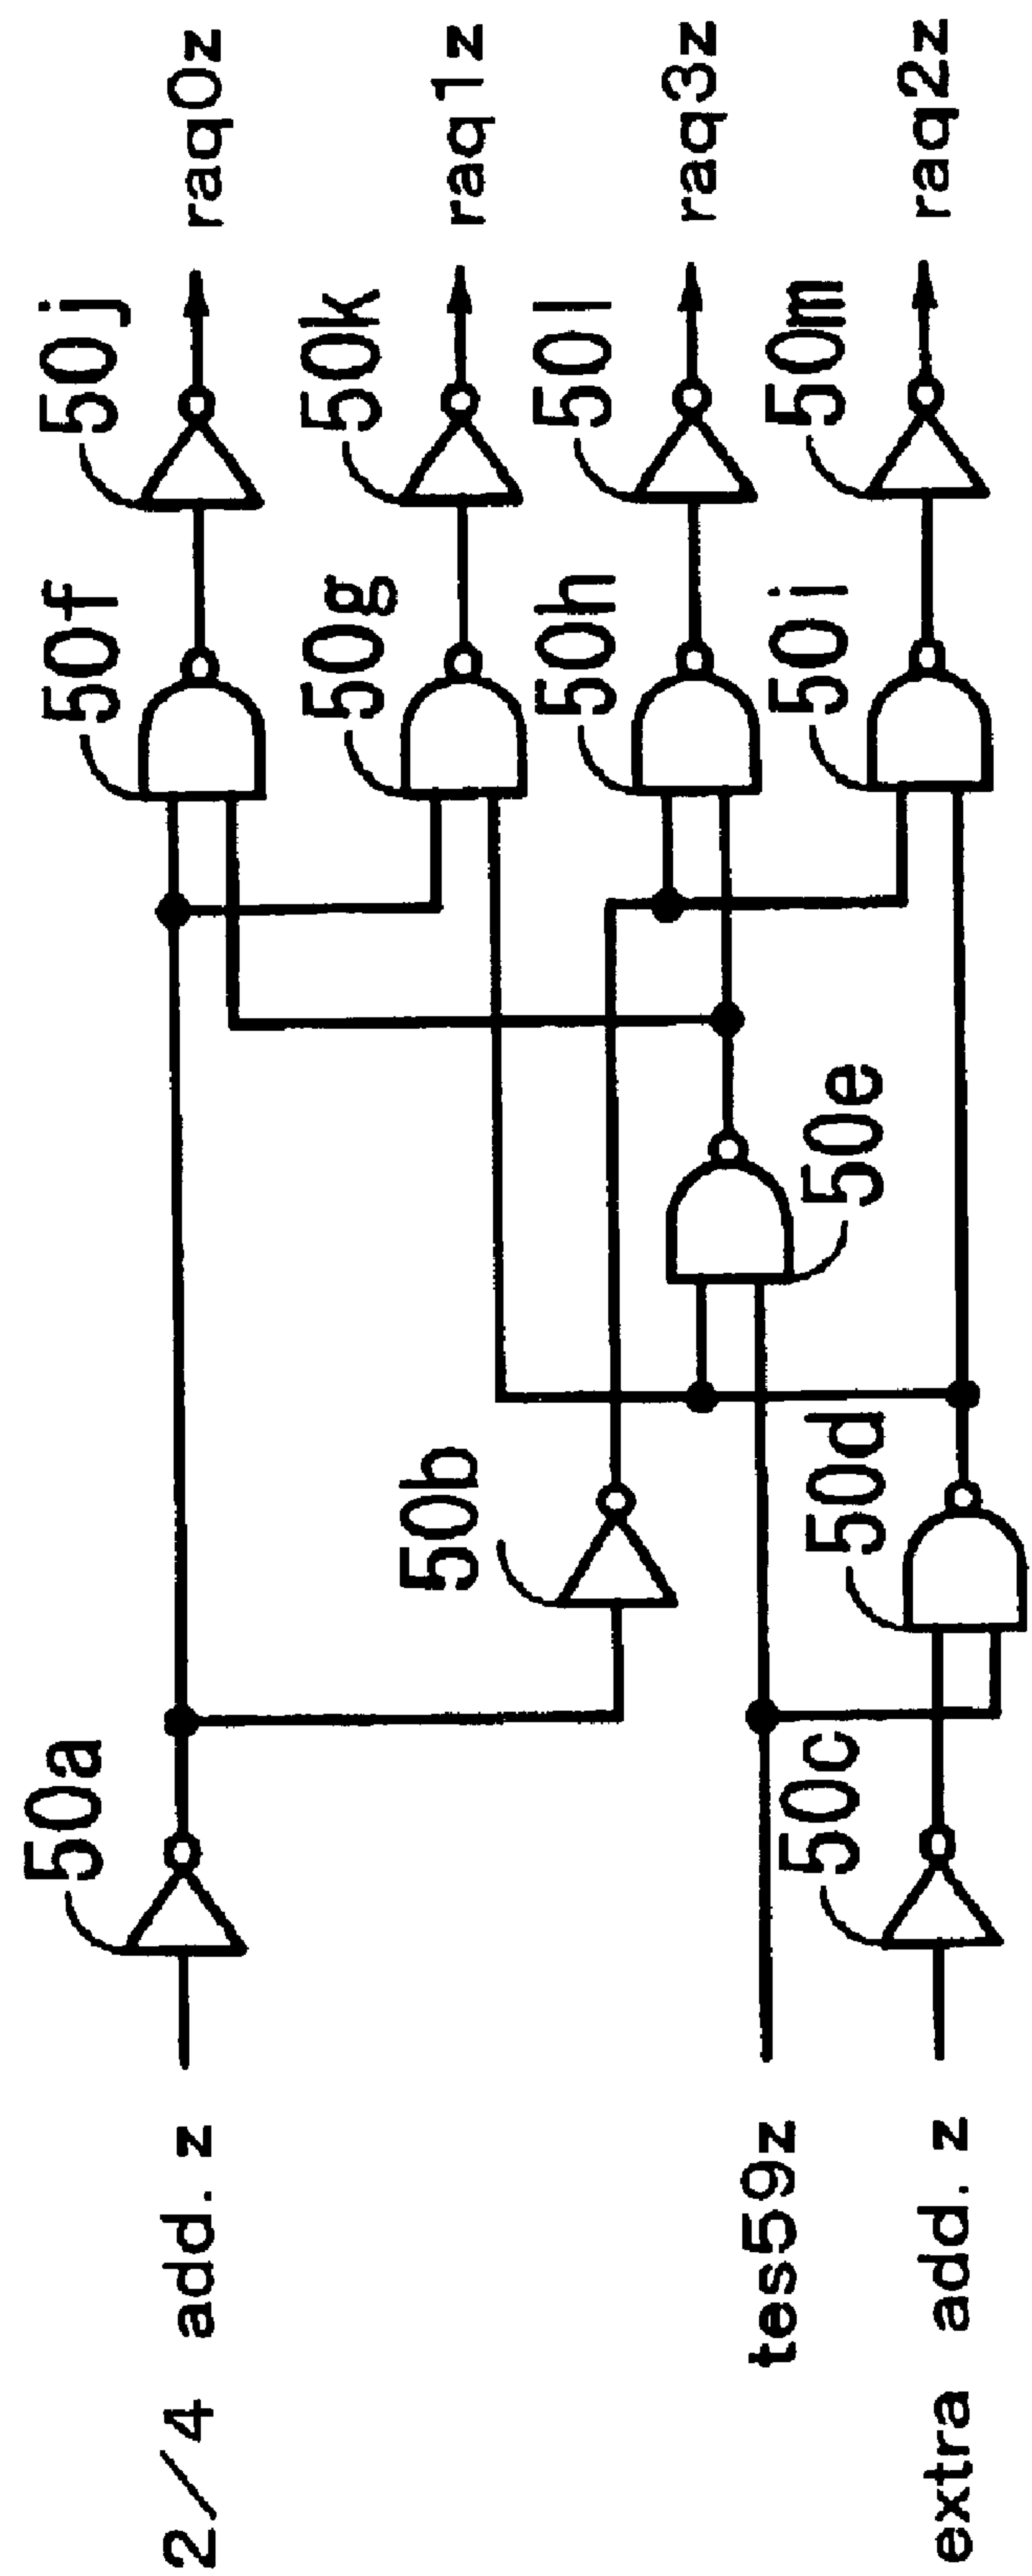 2/4 add. z
tes59z
extra add. z
50a
50b
50c
50d
50e
50f
50g
50h
50i
50j
50k
50l
50m
raq0z
raq1z
raq3z
raq2z